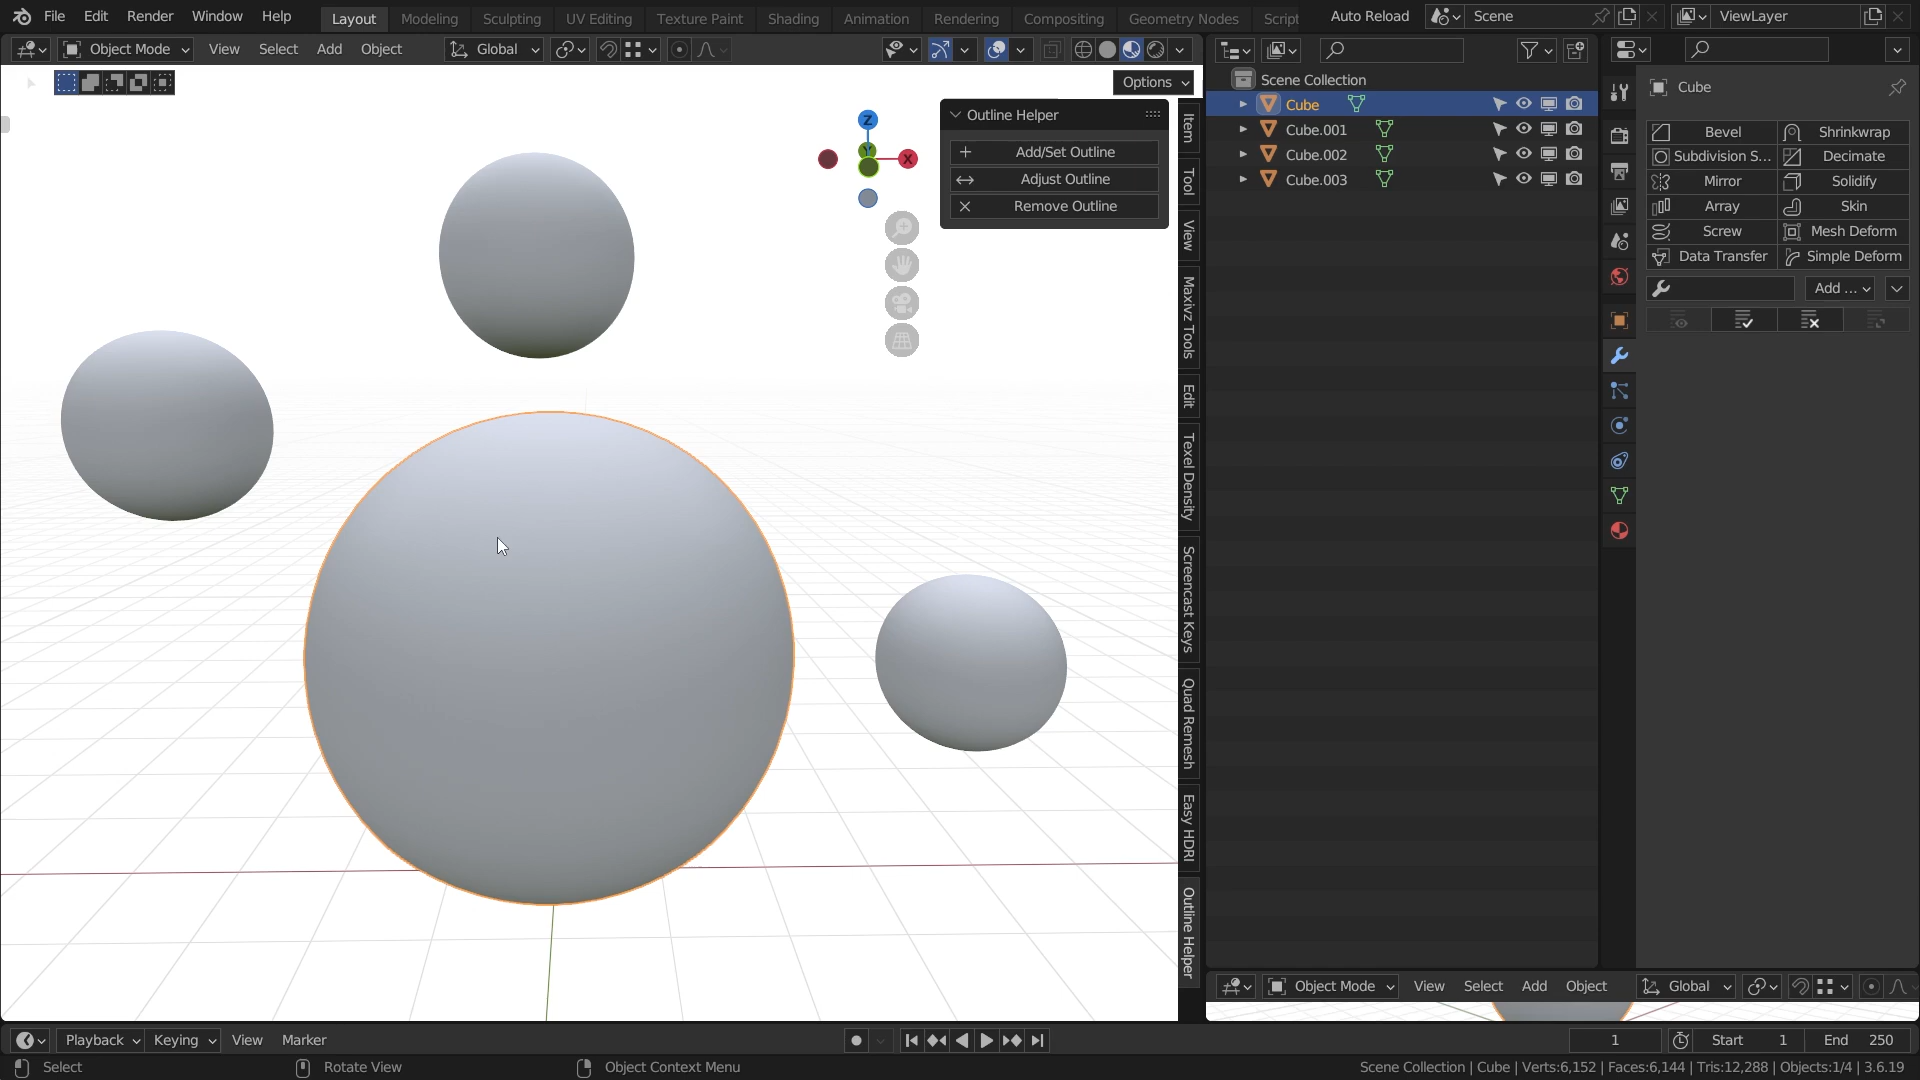 File Edit Render Window Help Layout Modeling Sculpting UV Editing Texture Paint Shading Animation Rendering Compositing Geometry Nodes Script Auto Reload Scene ViewLayer
Object Mode View Select Add Object Global
Options
Outline Helper
Add/Set Outline
Adjust Outline
Remove Outline
Z
Y
X
Item
Tool
View
Maxivz Tools
Edit
Texel Density
Screencast Keys
Quad Remesh
Easy HDRI
Outline Helper
Scene Collection
Cube
Cube.001
Cube.002
Cube.003
Cube
Bevel Shrinkwrap
Subdivision S... Decimate
Mirror Solidify
Array Skin
Screw Mesh Deform
Data Transfer Simple Deform
Add ...
Object Mode View Select Add Object Global
Playback Keying View Marker 1 Start 1 End 250
Select Rotate View Object Context Menu Scene Collection | Cube | Verts:6,152 | Faces:6,144 | Tris:12,288 | Objects:1/4 | 3.6.19